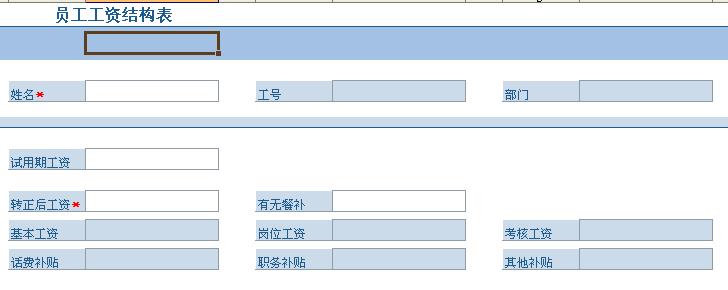 员工工资结构表
姓名* 工号 部门
试用期工资
转正后工资* 有无餐补
基本工资 岗位工资 考核工资
话费补贴 职务补贴 其他补贴